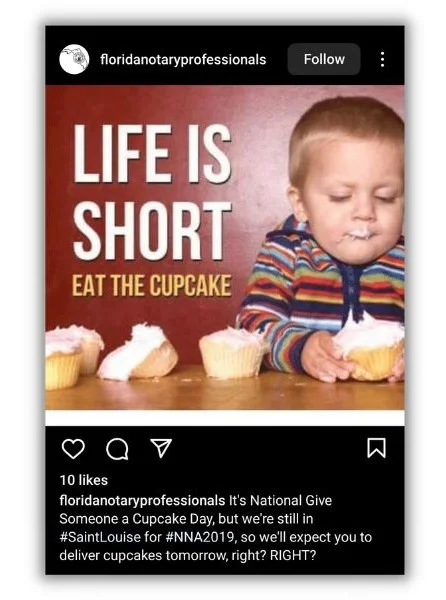 floridanotaryprofessionals
Follow
LIFE IS
SHORT
EAT THE CUPCAKE
10 likes
floridanotaryprofessionals It's National Give
Someone a Cupcake Day, but we're still in
#SaintLouise for #NNA2019, so we'll expect you to
deliver cupcakes tomorrow, right? RIGHT?